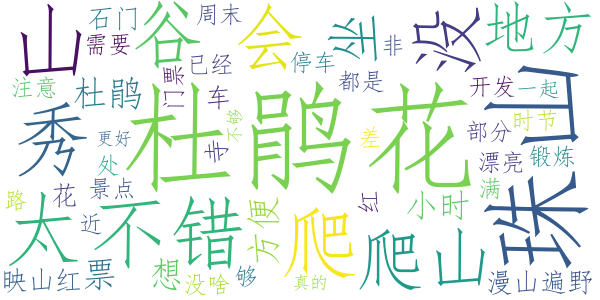 山 谷 石门 周末 会 坐 没 非 地方
需要 已经 停车 都是 开发 一起
注意 杜鹃 门票 车 部分 时节
秀 杜鹃花 寺 不够 差 漂亮 锻炼 珠山
更好 处
路 花 景点 红 小时 满
太 不错 近 方便 爬 爬山
映山红 票 想 没啥 够 真的 漫山遍野